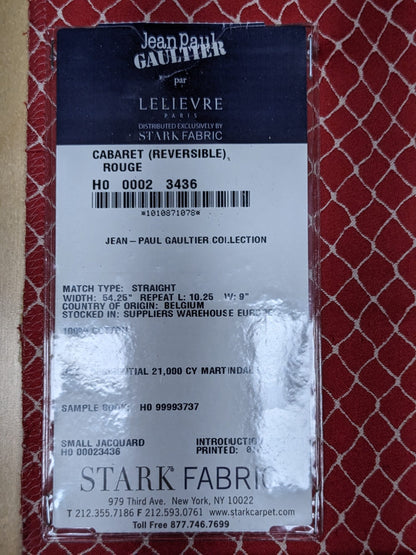 Jean Paul
GAULTIER
par
LELIEVRE
PARIS
DISTRIBUTED EXCLUSIVELY BY
STARK FABRIC
CABARET (REVERSIBLE)
ROUGE
H0 0002 3436
*1010871078*
JEAN-PAUL GAULTIER COLLECTION
MATCH TYPE: STRAIGHT
WIDTH: 54.25" REPEAT L: 10.25 W: 9"
COUNTRY OF ORIGIN: BELGIUM
STOCKED IN: SUPPLIERS WAREHOUSE
21,000 CY
SAMPLE BOOK: H0 99993737
SMALL JACQUARD
H0 00023436
PRINTED:
STARK FABRIC
979 Third Ave. New York, NY 10022
T 212.355.7186 F 212.593.0761 www.starkcarpet.com
Toll Free 877.746.7699